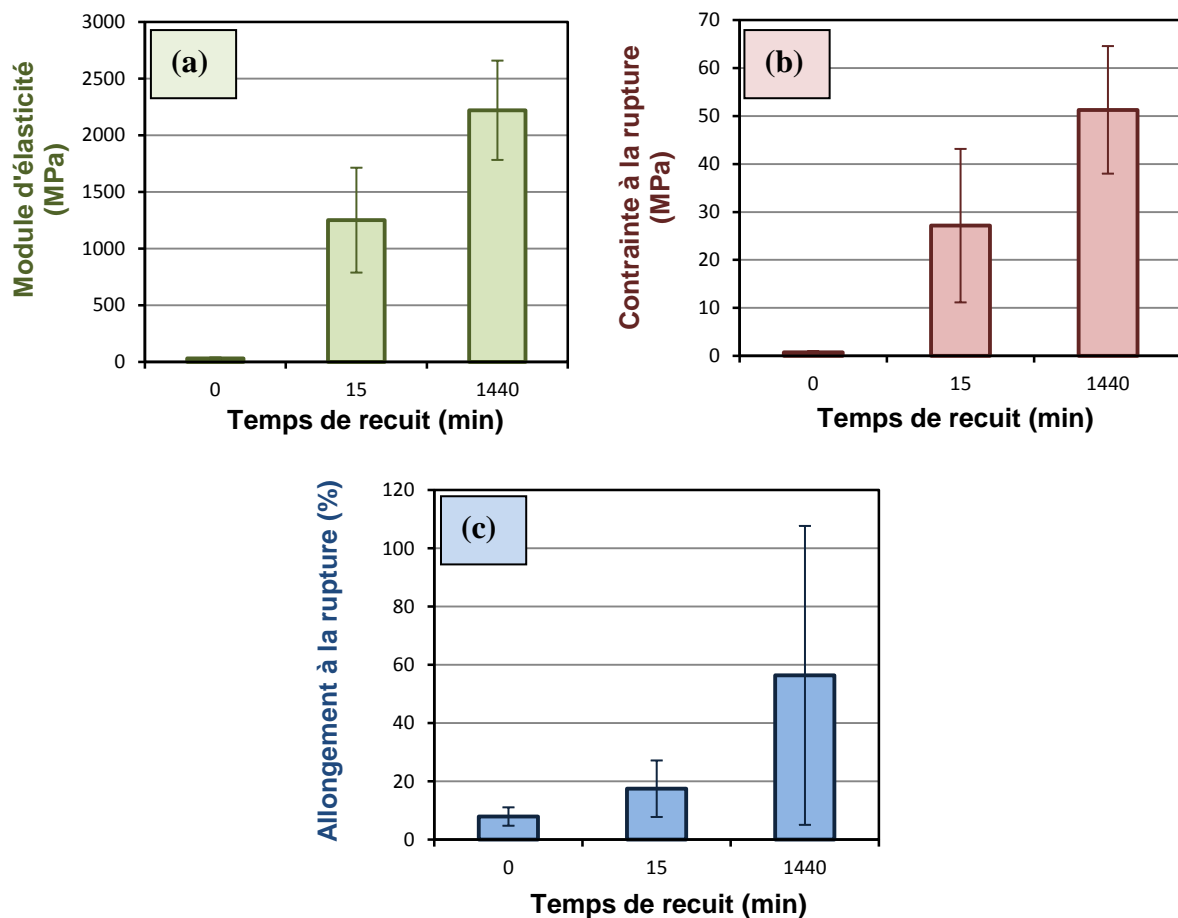 (a)
Module d'élasticité
(MPa)
3000
2500
2000
1500
1000
500
0
0 15 1440
Temps de recuit (min)
(b)
Contrainte à la rupture
(MPa)
70
60
50
40
30
20
10
0
0 15 1440
Temps de recuit (min)
(c)
Allongement à la rupture (%)
120
100
80
60
40
20
0
0 15 1440
Temps de recuit (min)